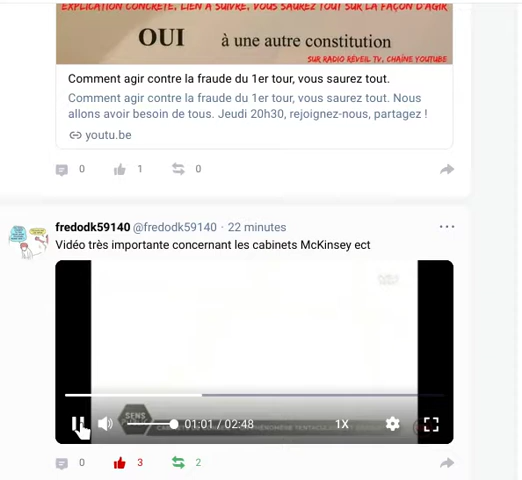 EXPLICATION CONCRÈTE, LIEN A SUIVRE, VOUS SAUREZ TOUT SUR LA FAÇON D'AGIR
OUI à une autre constitution
SUR RADIO REVEIL TV, CHAÎNE YOUTUBE
Comment agir contre la fraude du 1er tour, vous saurez tout.
Comment agir contre la fraude du 1er tour, vous saurez tout. Nous
allons avoir besoin de tous. Jeudi 20h30, rejoignez-nous, partagez !
youtu.be
0 1 0
fredodk59140 @fredodk59140 · 22 minutes
Vidéo très importante concernant les cabinets McKinsey ect
SENS
01:01 / 02:48 1X
0 3 2